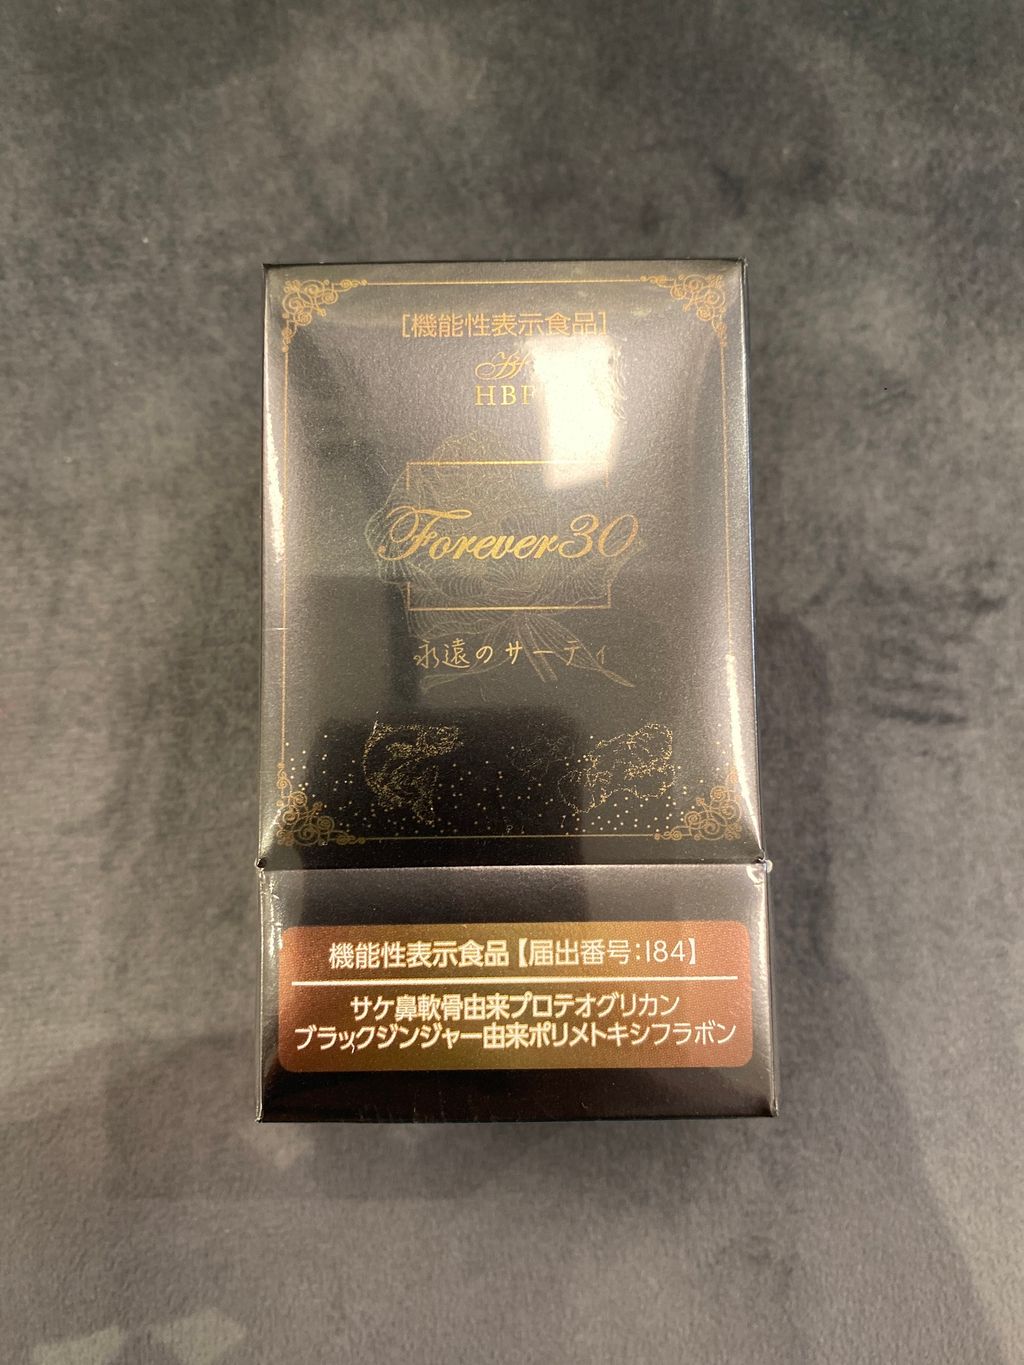 [機能性表示食品]
Forever30
永遠のサーティ
機能性表示食品【届出番号:I84】
サケ鼻軟骨由来プロテオグリカン
ブラックジンジャー由来ポリメトキシフラボン